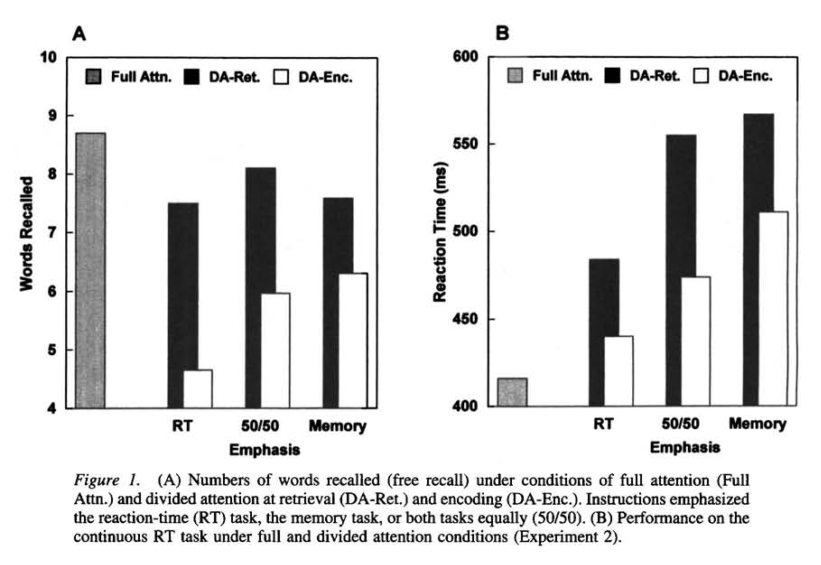 A
10
9
8
7
6
5
4
Words Recalled
Full Attn. DA-Ret. DA-Enc.
RT 50/50 Memory
Emphasis
B
600
550
500
450
400
Reaction Time (ms)
Full Attn. DA-Ret. DA-Enc.
RT 50/50 Memory
Emphasis
Figure 1. (A) Numbers of words recalled (free recall) under conditions of full attention (Full
Attn.) and divided attention at retrieval (DA-Ret.) and encoding (DA-Enc.). Instructions emphasized
the reaction-time (RT) task, the memory task, or both tasks equally (50/50). (B) Performance on the
continuous RT task under full and divided attention conditions (Experiment 2).